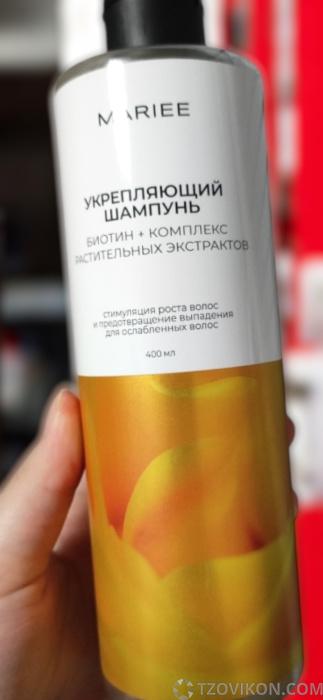 MARIEE
УКРЕПЛЯЮЩИЙ
ШАМПУНЬ
БИОТИН + КОМПЛЕКС
РАСТИТЕЛЬНЫХ ЭКСТРАКТОВ
стимуляция роста волос
и предотвращение выпадения
для ослабленных волос
400 мл
TZOVIKON.COM